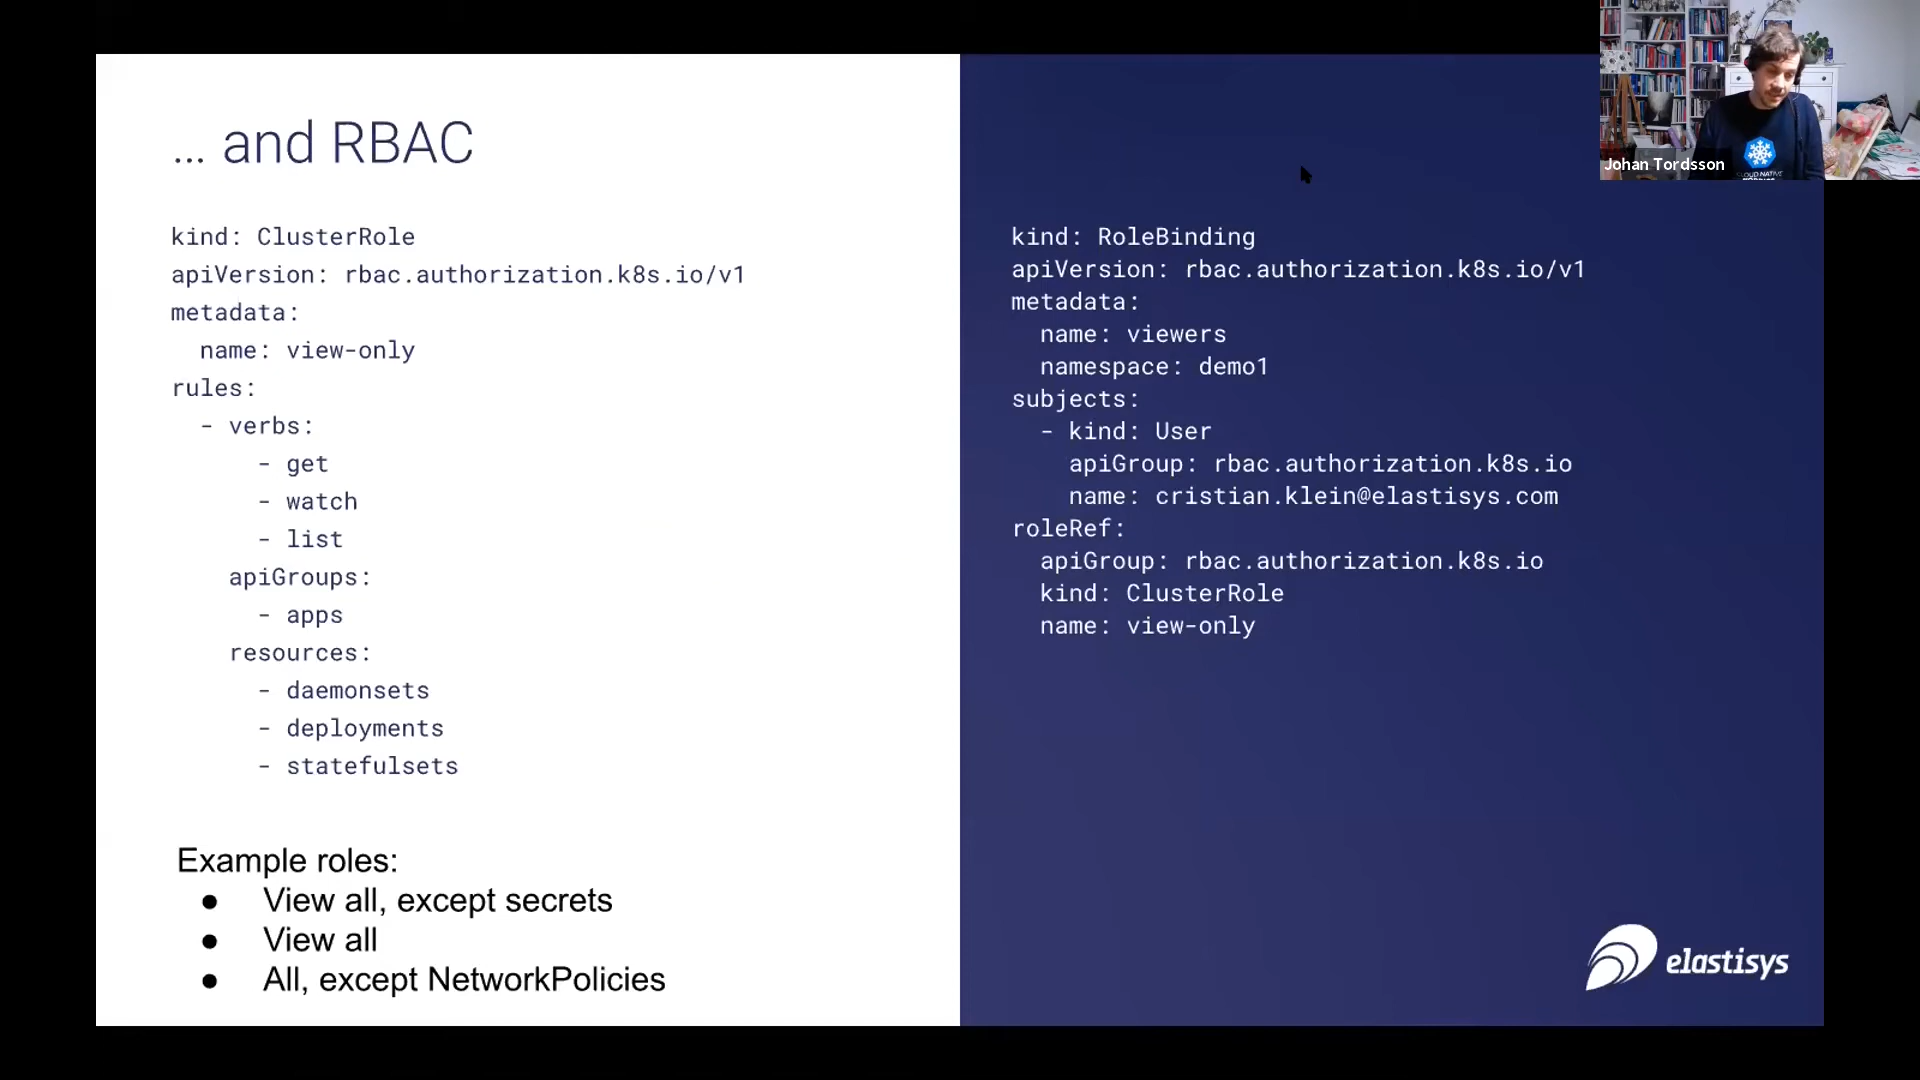 ... and RBAC
kind: ClusterRole
apiVersion: rbac.authorization.k8s.io/v1
metadata:
  name: view-only
rules:
  - verbs:
      - get
      - watch
      - list
    apiGroups:
      - apps
    resources:
      - daemonsets
      - deployments
      - statefulsets
Example roles:
● View all, except secrets
● View all
● All, except NetworkPolicies
kind: RoleBinding
apiVersion: rbac.authorization.k8s.io/v1
metadata:
  name: viewers
  namespace: demo1
subjects:
  - kind: User
    apiGroup: rbac.authorization.k8s.io
    name: cristian.klein@elastisys.com
roleRef:
  apiGroup: rbac.authorization.k8s.io
  kind: ClusterRole
  name: view-only
elastisys
Johan Tordsson
CLOUD NATIVE